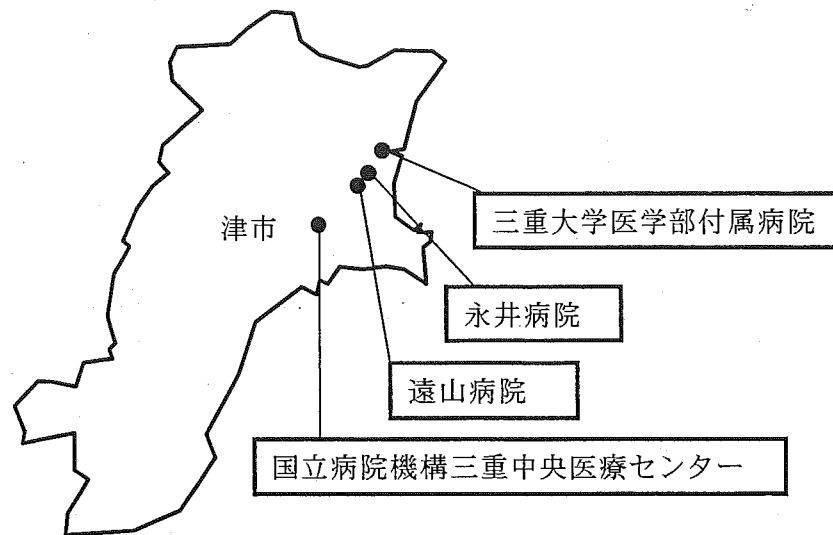 三重大学医学部付属病院
津市
永井病院
遠山病院
国立病院機構三重中央医療センター